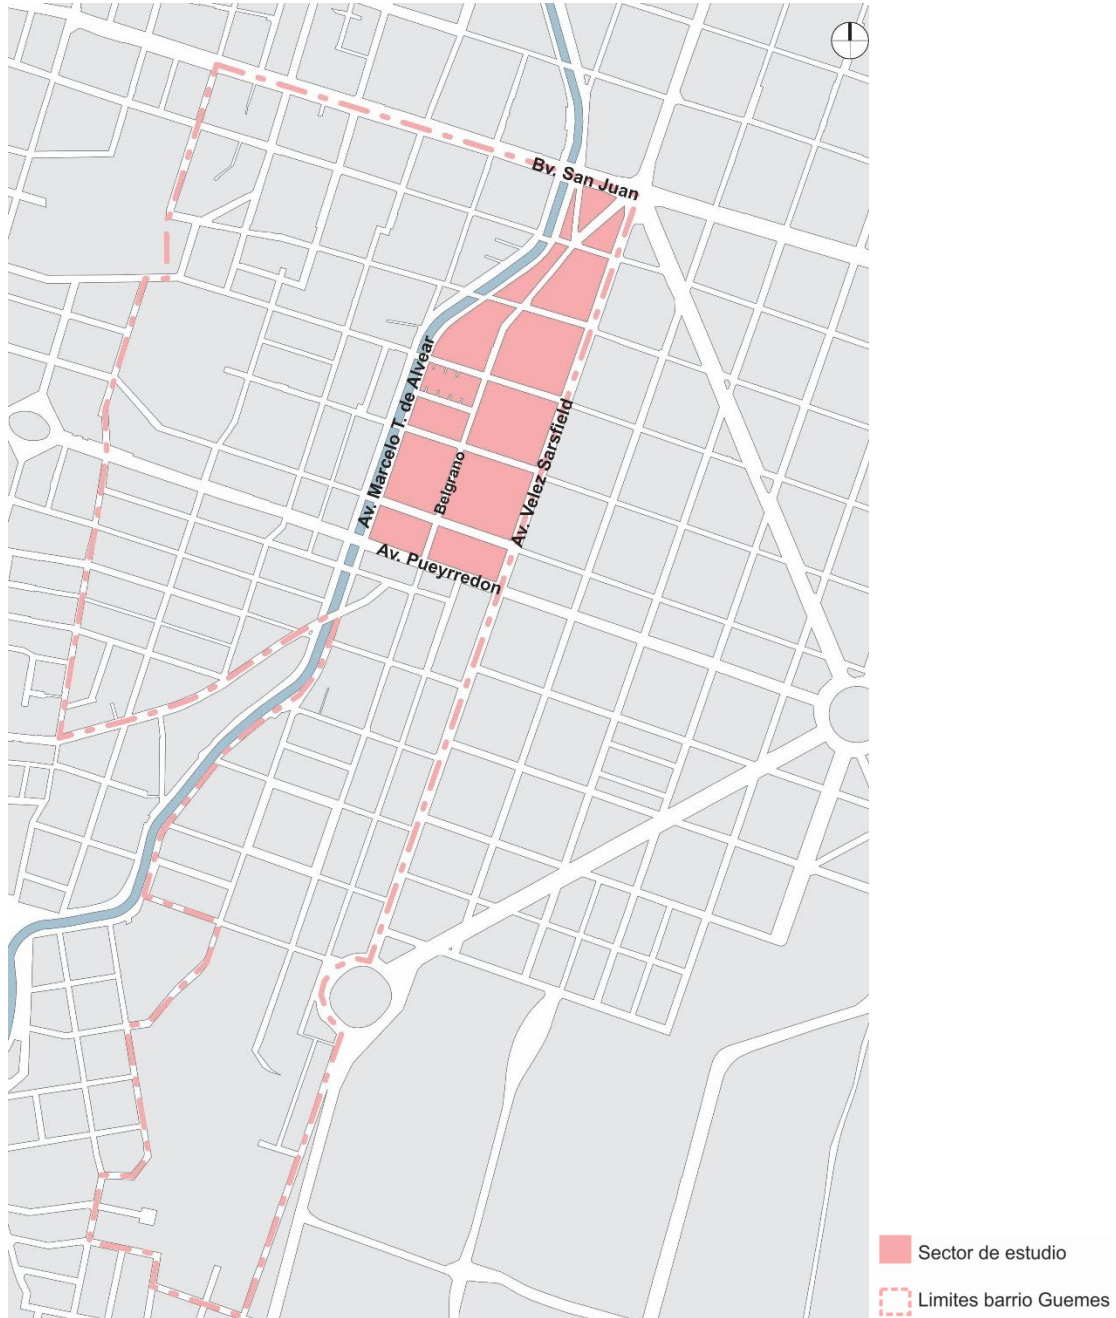 Bv. San Juan
Av. Marcelo T. de Alvear
Belgrano
Av. Velez Sarsfield
Av. Pueyrredon
Sector de estudio
Limites barrio Guemes